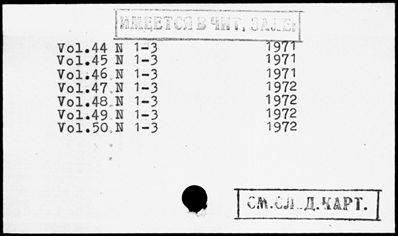 ИМЕЕТСЯ В ЧИТ. ЗАЛЕ:
Vol.44 N 1-3 1971
Vol.45 N 1-3 1971
Vol.46 N 1-3 1971
Vol.47 N 1-3 1972
Vol.48 N 1-3 1972
Vol.49 N 1-3 1972
Vol.50 N 1-3 1972
СМ.СЛ.Д.КАРТ.